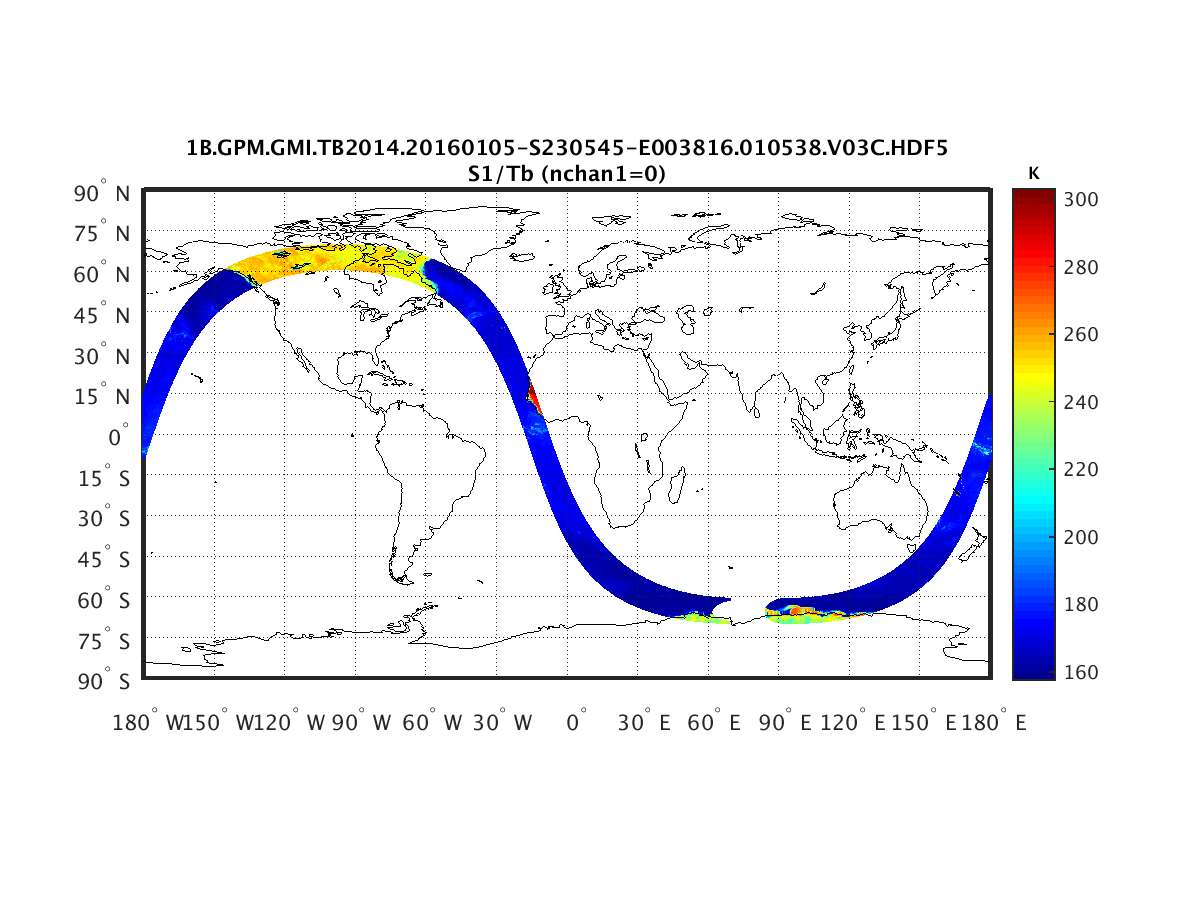 1B.GPM.GMI.TB2014.20160105-S230545-E003816.010538.V03C.HDF5
S1/Tb (nchan1=0)
K
90° N
75° N
60° N
45° N
30° N
15° N
0°
15° S
30° S
45° S
60° S
75° S
90° S
180° W 150° W 120° W 90° W 60° W 30° W 0° 30° E 60° E 90° E 120° E 150° E 180° E
300
280
260
240
220
200
180
160